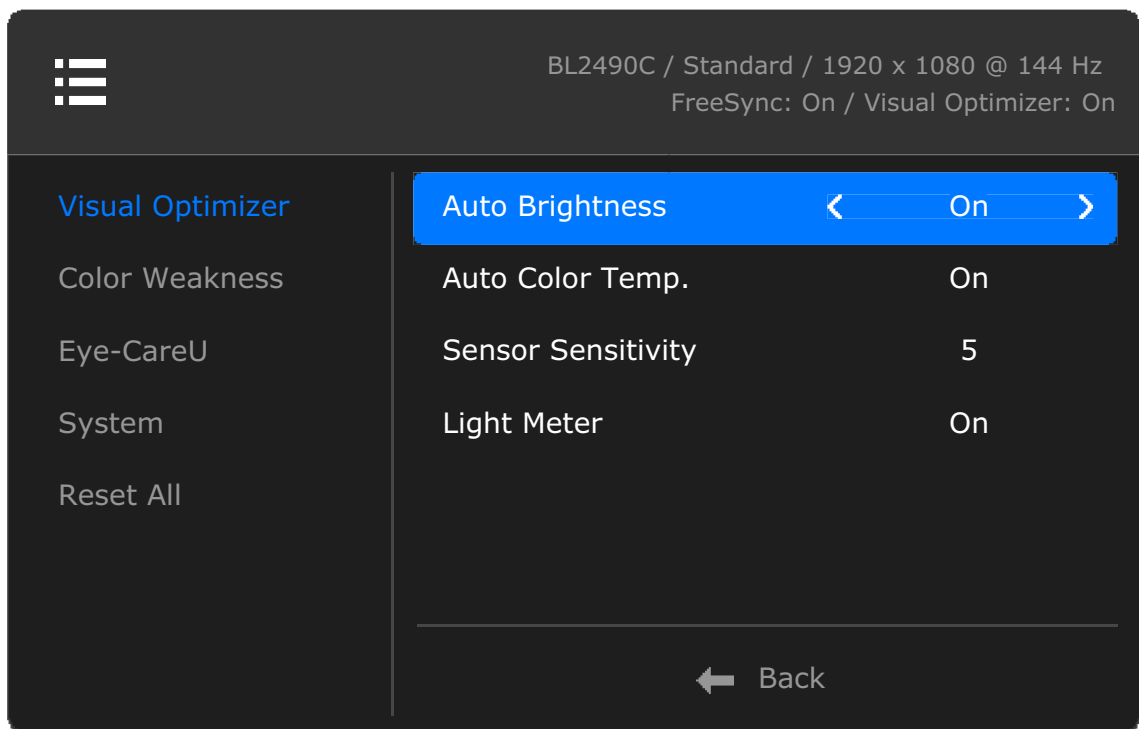 BL2490C / Standard / 1920 x 1080 @ 144 Hz
FreeSync: On / Visual Optimizer: On
Visual Optimizer
Color Weakness
Eye-CareU
System
Reset All
Auto Brightness On
Auto Color Temp. On
Sensor Sensitivity 5
Light Meter On
Back